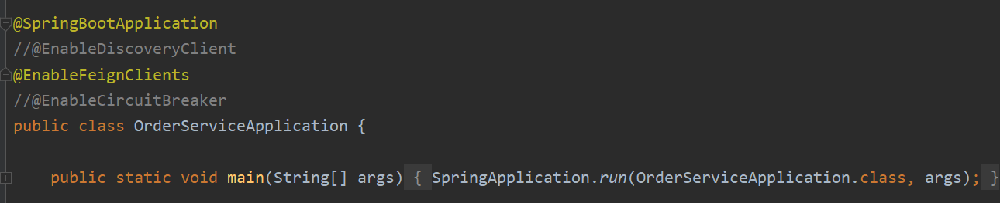 @SpringBootApplication
//@EnableDiscoveryClient
@EnableFeignClients
//@EnableCircuitBreaker
public class OrderServiceApplication {
public static void main(String[] args) { SpringApplication.run(OrderServiceApplication.class, args); }